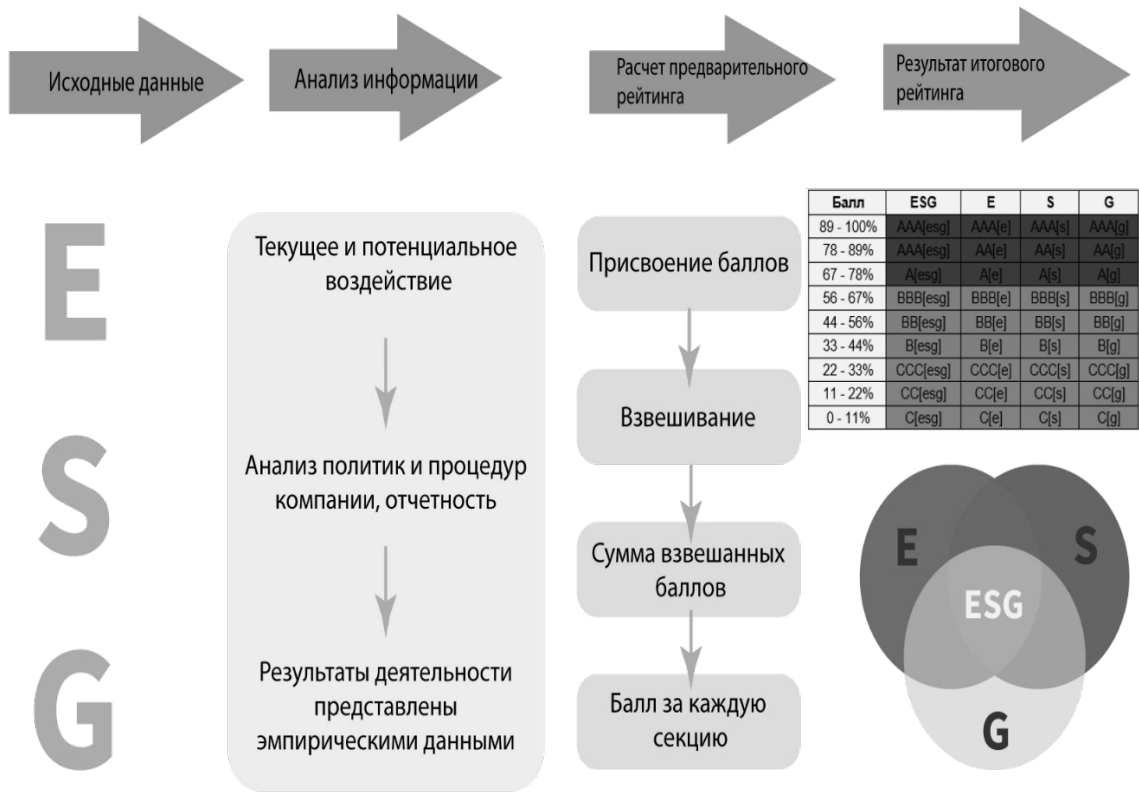 Исходные данные
Анализ информации
Расчет предварительного
рейтинга
Результат итогового
рейтинга
E
S
G
Текущее и потенциальное
воздействие
Анализ политик и процедур
компании, отчетность
Результаты деятельности
представлены
эмпирическими данными
Присвоение баллов
Взвешивание
Сумма взвешанных
баллов
Балл за каждую
секцию
Балл ESG E S G
89 - 100% AAA[esg] AAA[e] AAA[s] AAA[g]
78 - 89% AAA[esg] AA[e] AA[s] AA[g]
67 - 78% A[esg] A[e] A[s] A[g]
56 - 67% BBB[esg] BBB[e] BBB[s] BBB[g]
44 - 56% BB[esg] BB[e] BB[s] BB[g]
33 - 44% B[esg] B[e] B[s] B[g]
22 - 33% CCC[esg] CCC[e] CCC[s] CCC[g]
11 - 22% CC[esg] CC[e] CC[s] CC[g]
0 - 11% C[esg] C[e] C[s] C[g]
E S
ESG
G